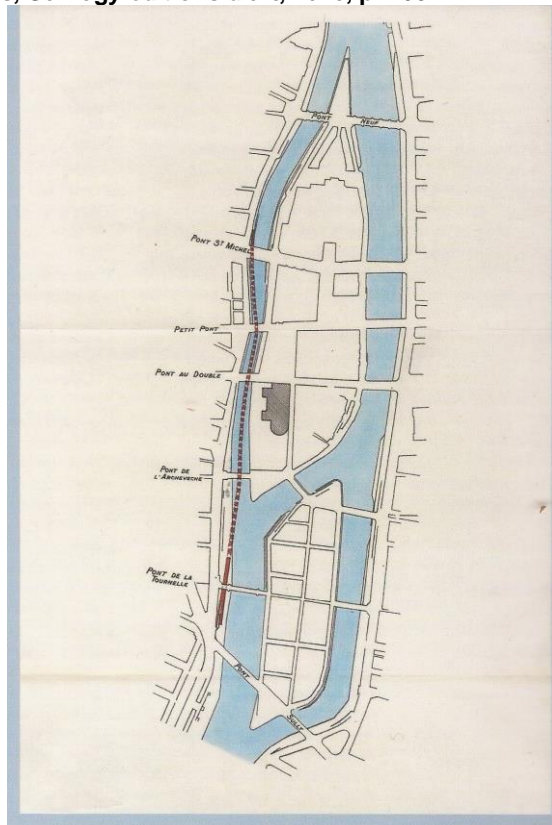 PONT NEUF
PONT ST MICHEL
PETIT PONT
PONT AU DOUBLE
PONT DE
L'ARCHEVECHE
PONT DE LA
TOURNELLE
PONT SULLY